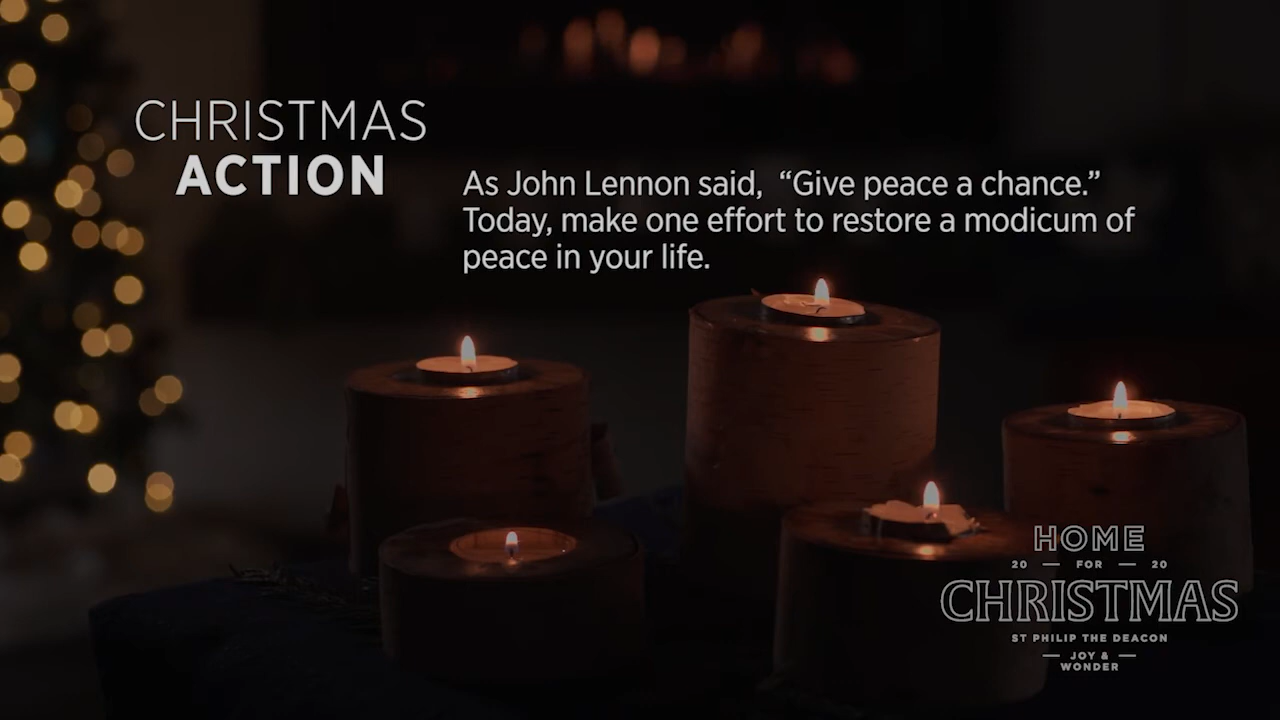 CHRISTMAS
ACTION
As John Lennon said,  “Give peace a chance.”
Today, make one effort to restore a modicum of
peace in your life.
HOME
20 — FOR — 20
CHRISTMAS
ST PHILIP THE DEACON
— JOY & —
WONDER